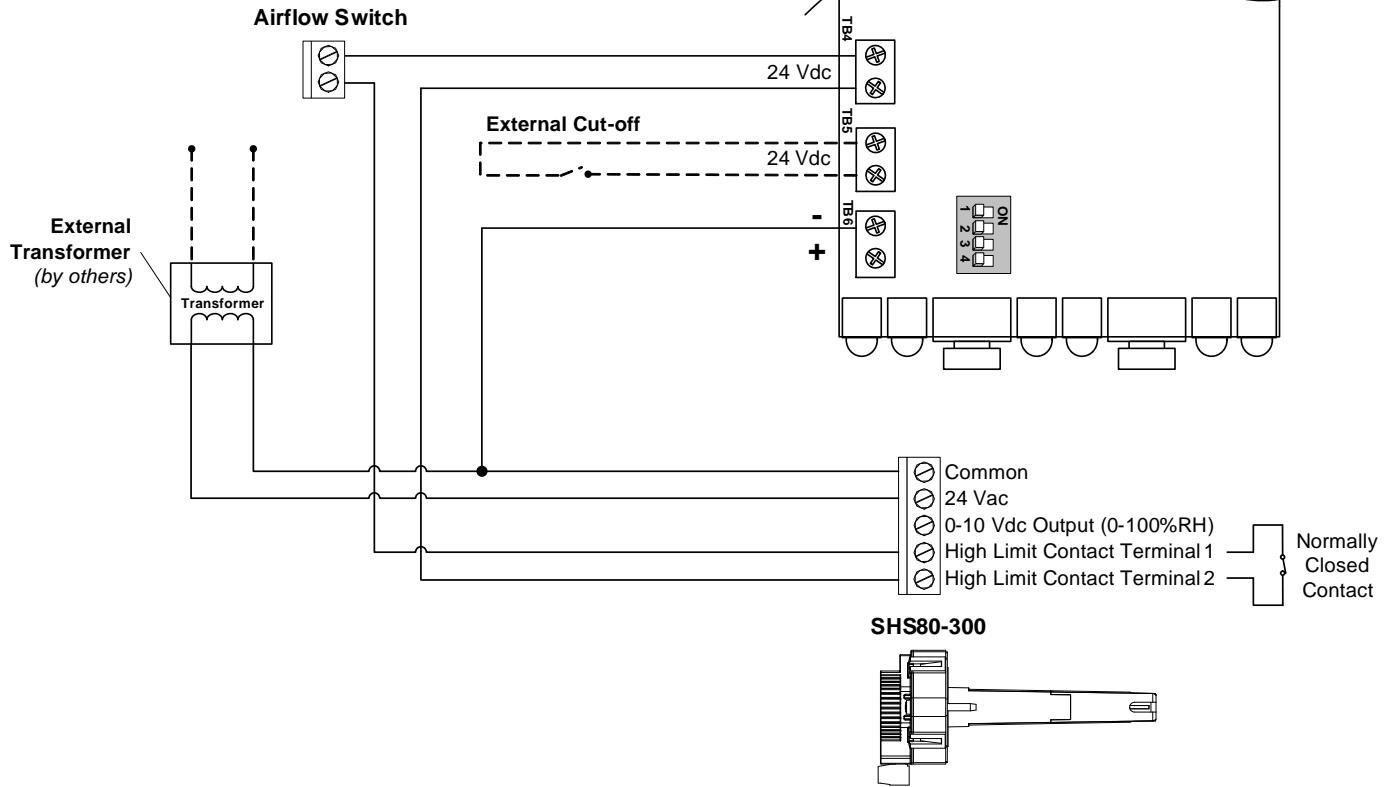 Airflow Switch
TB4
24 Vdc
External Cut-off
TB5
24 Vdc
External
Transformer
(by others)
Transformer
TB6
-
+
ON
1
2
3
4
Common
24 Vac
0-10 Vdc Output (0-100%RH)
High Limit Contact Terminal 1
High Limit Contact Terminal 2
Normally
Closed
Contact
SHS80-300